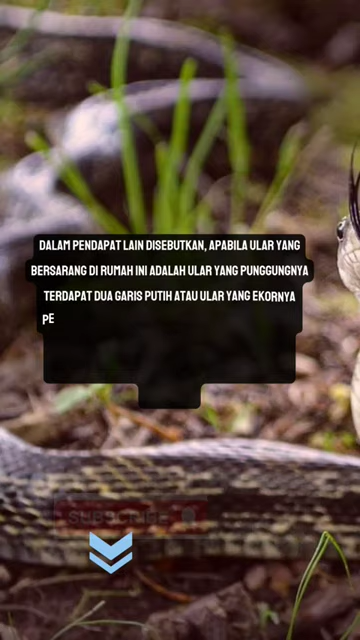 DALAM PENDAPAT LAIN DISEBUTKAN, APABILA ULAR YANG
BERSARANG DI RUMAH INI ADALAH ULAR YANG PUNGGUNGNYA
TERDAPAT DUA GARIS PUTIH ATAU ULAR YANG EKORNYA
PE
SUBSCRIBE